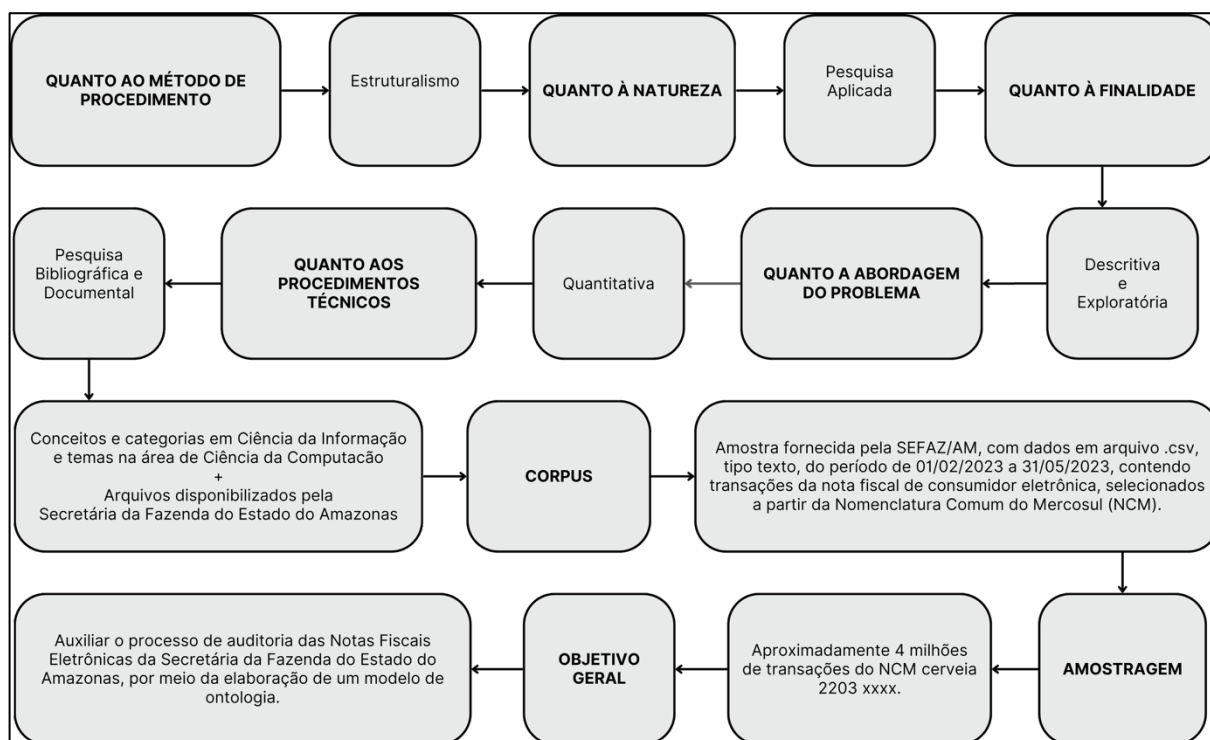 QUANTO AO MÉTODO DE
PROCEDIMENTO
Estruturalismo
QUANTO À NATUREZA
Pesquisa
Aplicada
QUANTO À FINALIDADE
Descritiva
e
Exploratória
QUANTO A ABORDAGEM
DO PROBLEMA
Quantitativa
QUANTO AOS
PROCEDIMENTOS
TÉCNICOS
Pesquisa
Bibliográfica e
Documental
Conceitos e categorias em Ciência da Informação
e temas na área de Ciência da Computacão
+
Arquivos disponibilizados pela
Secretária da Fazenda do Estado do Amazonas
CORPUS
Amostra fornecida pela SEFAZ/AM, com dados em arquivo .csv,
tipo texto, do período de 01/02/2023 a 31/05/2023, contendo
transações da nota fiscal de consumidor eletrônica, selecionados
a partir da Nomenclatura Comum do Mercosul (NCM).
AMOSTRAGEM
Aproximadamente 4 milhões
de transações do NCM cerveia
2203 xxxx.
OBJETIVO
GERAL
Auxiliar o processo de auditoria das Notas Fiscais
Eletrônicas da Secretária da Fazenda do Estado do
Amazonas, por meio da elaboração de um modelo de
ontologia.